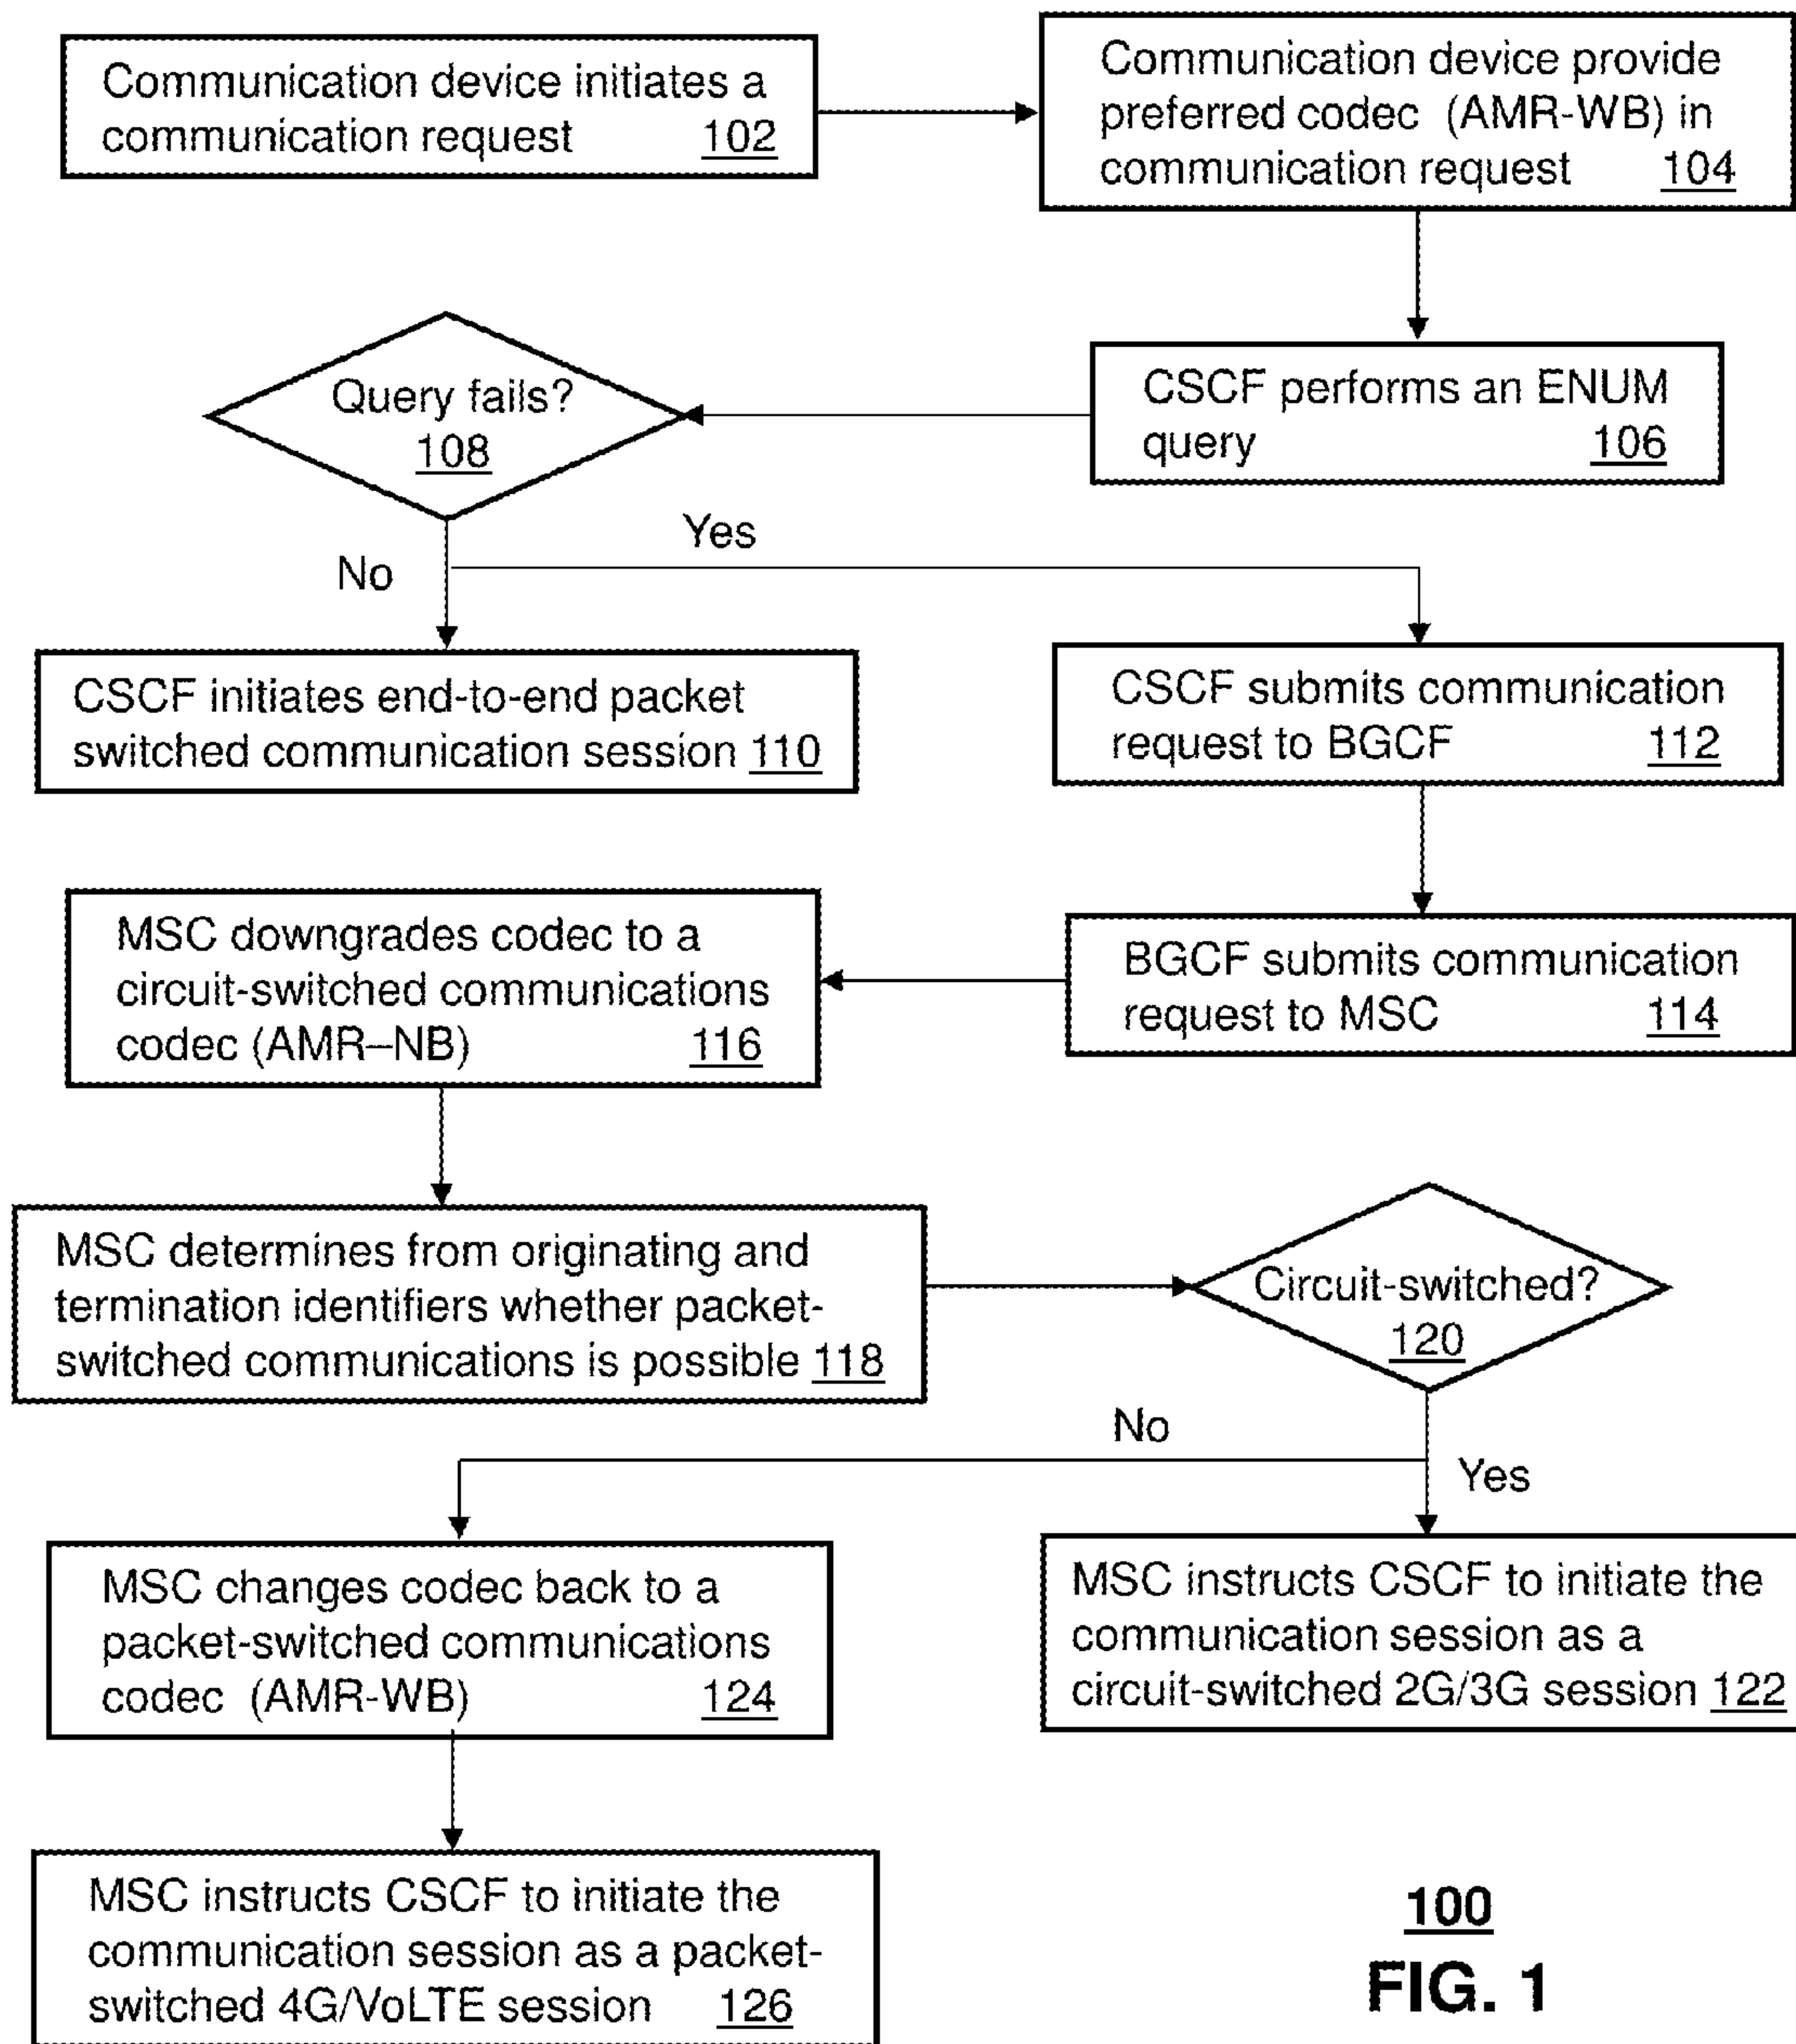 Communication device initiates a
communication request 102
Communication device provide
preferred codec (AMR-WB) in
communication request 104
CSCF performs an ENUM
query 106
Query fails?
108
Yes
No
CSCF initiates end-to-end packet
switched communication session 110
CSCF submits communication
request to BGCF 112
BGCF submits communication
request to MSC 114
MSC downgrades codec to a
circuit-switched communications
codec (AMR–NB) 116
MSC determines from originating and
termination identifiers whether packet-
switched communications is possible 118
Circuit-switched?
120
No
Yes
MSC instructs CSCF to initiate the
communication session as a
circuit-switched 2G/3G session 122
MSC changes codec back to a
packet-switched communications
codec (AMR-WB) 124
MSC instructs CSCF to initiate the
communication session as a packet-
switched 4G/VoLTE session 126
100
FIG. 1